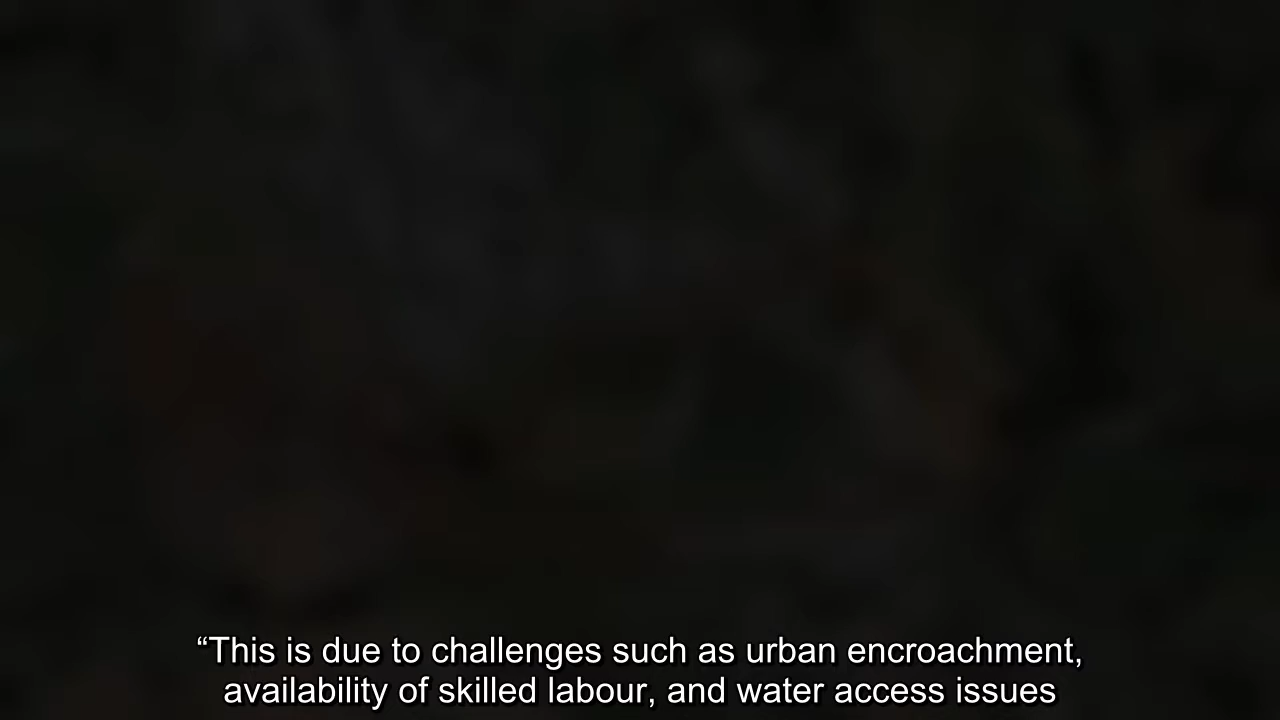 “This is due to challenges such as urban encroachment,
availability of skilled labour, and water access issues